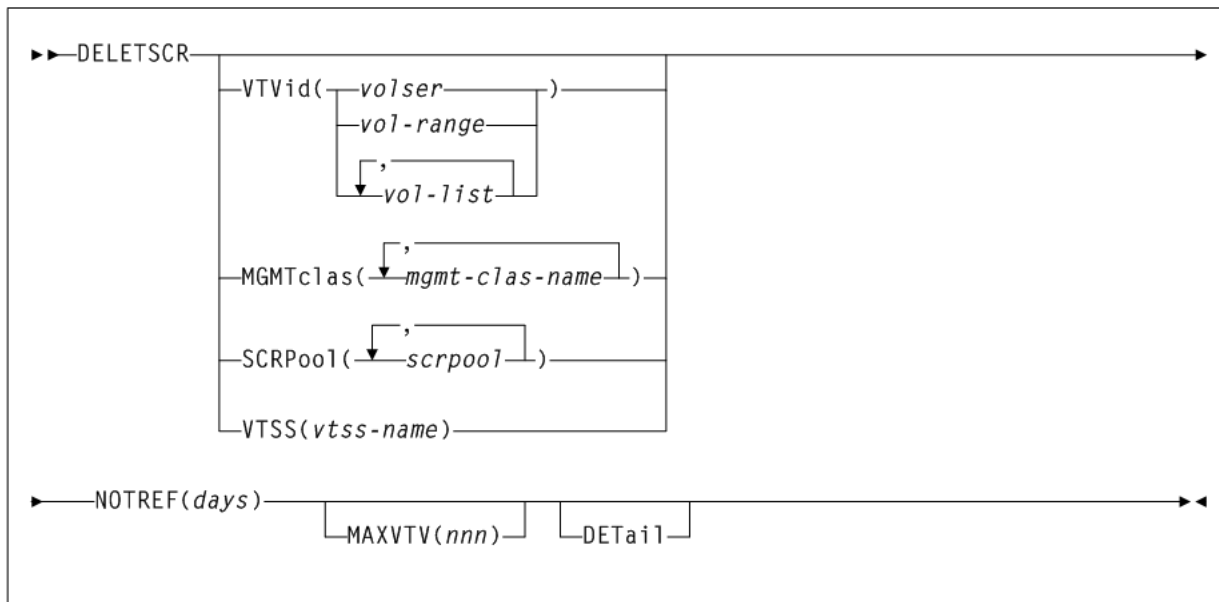 DELETSCR
VTVid( volser )
vol-range
,
vol-list
,
MGMTclas( mgmt-clas-name )
,
SCRPool( scrpool )
VTSS(vtss-name)
NOTREF(days)
MAXVTV(nnn) DETail